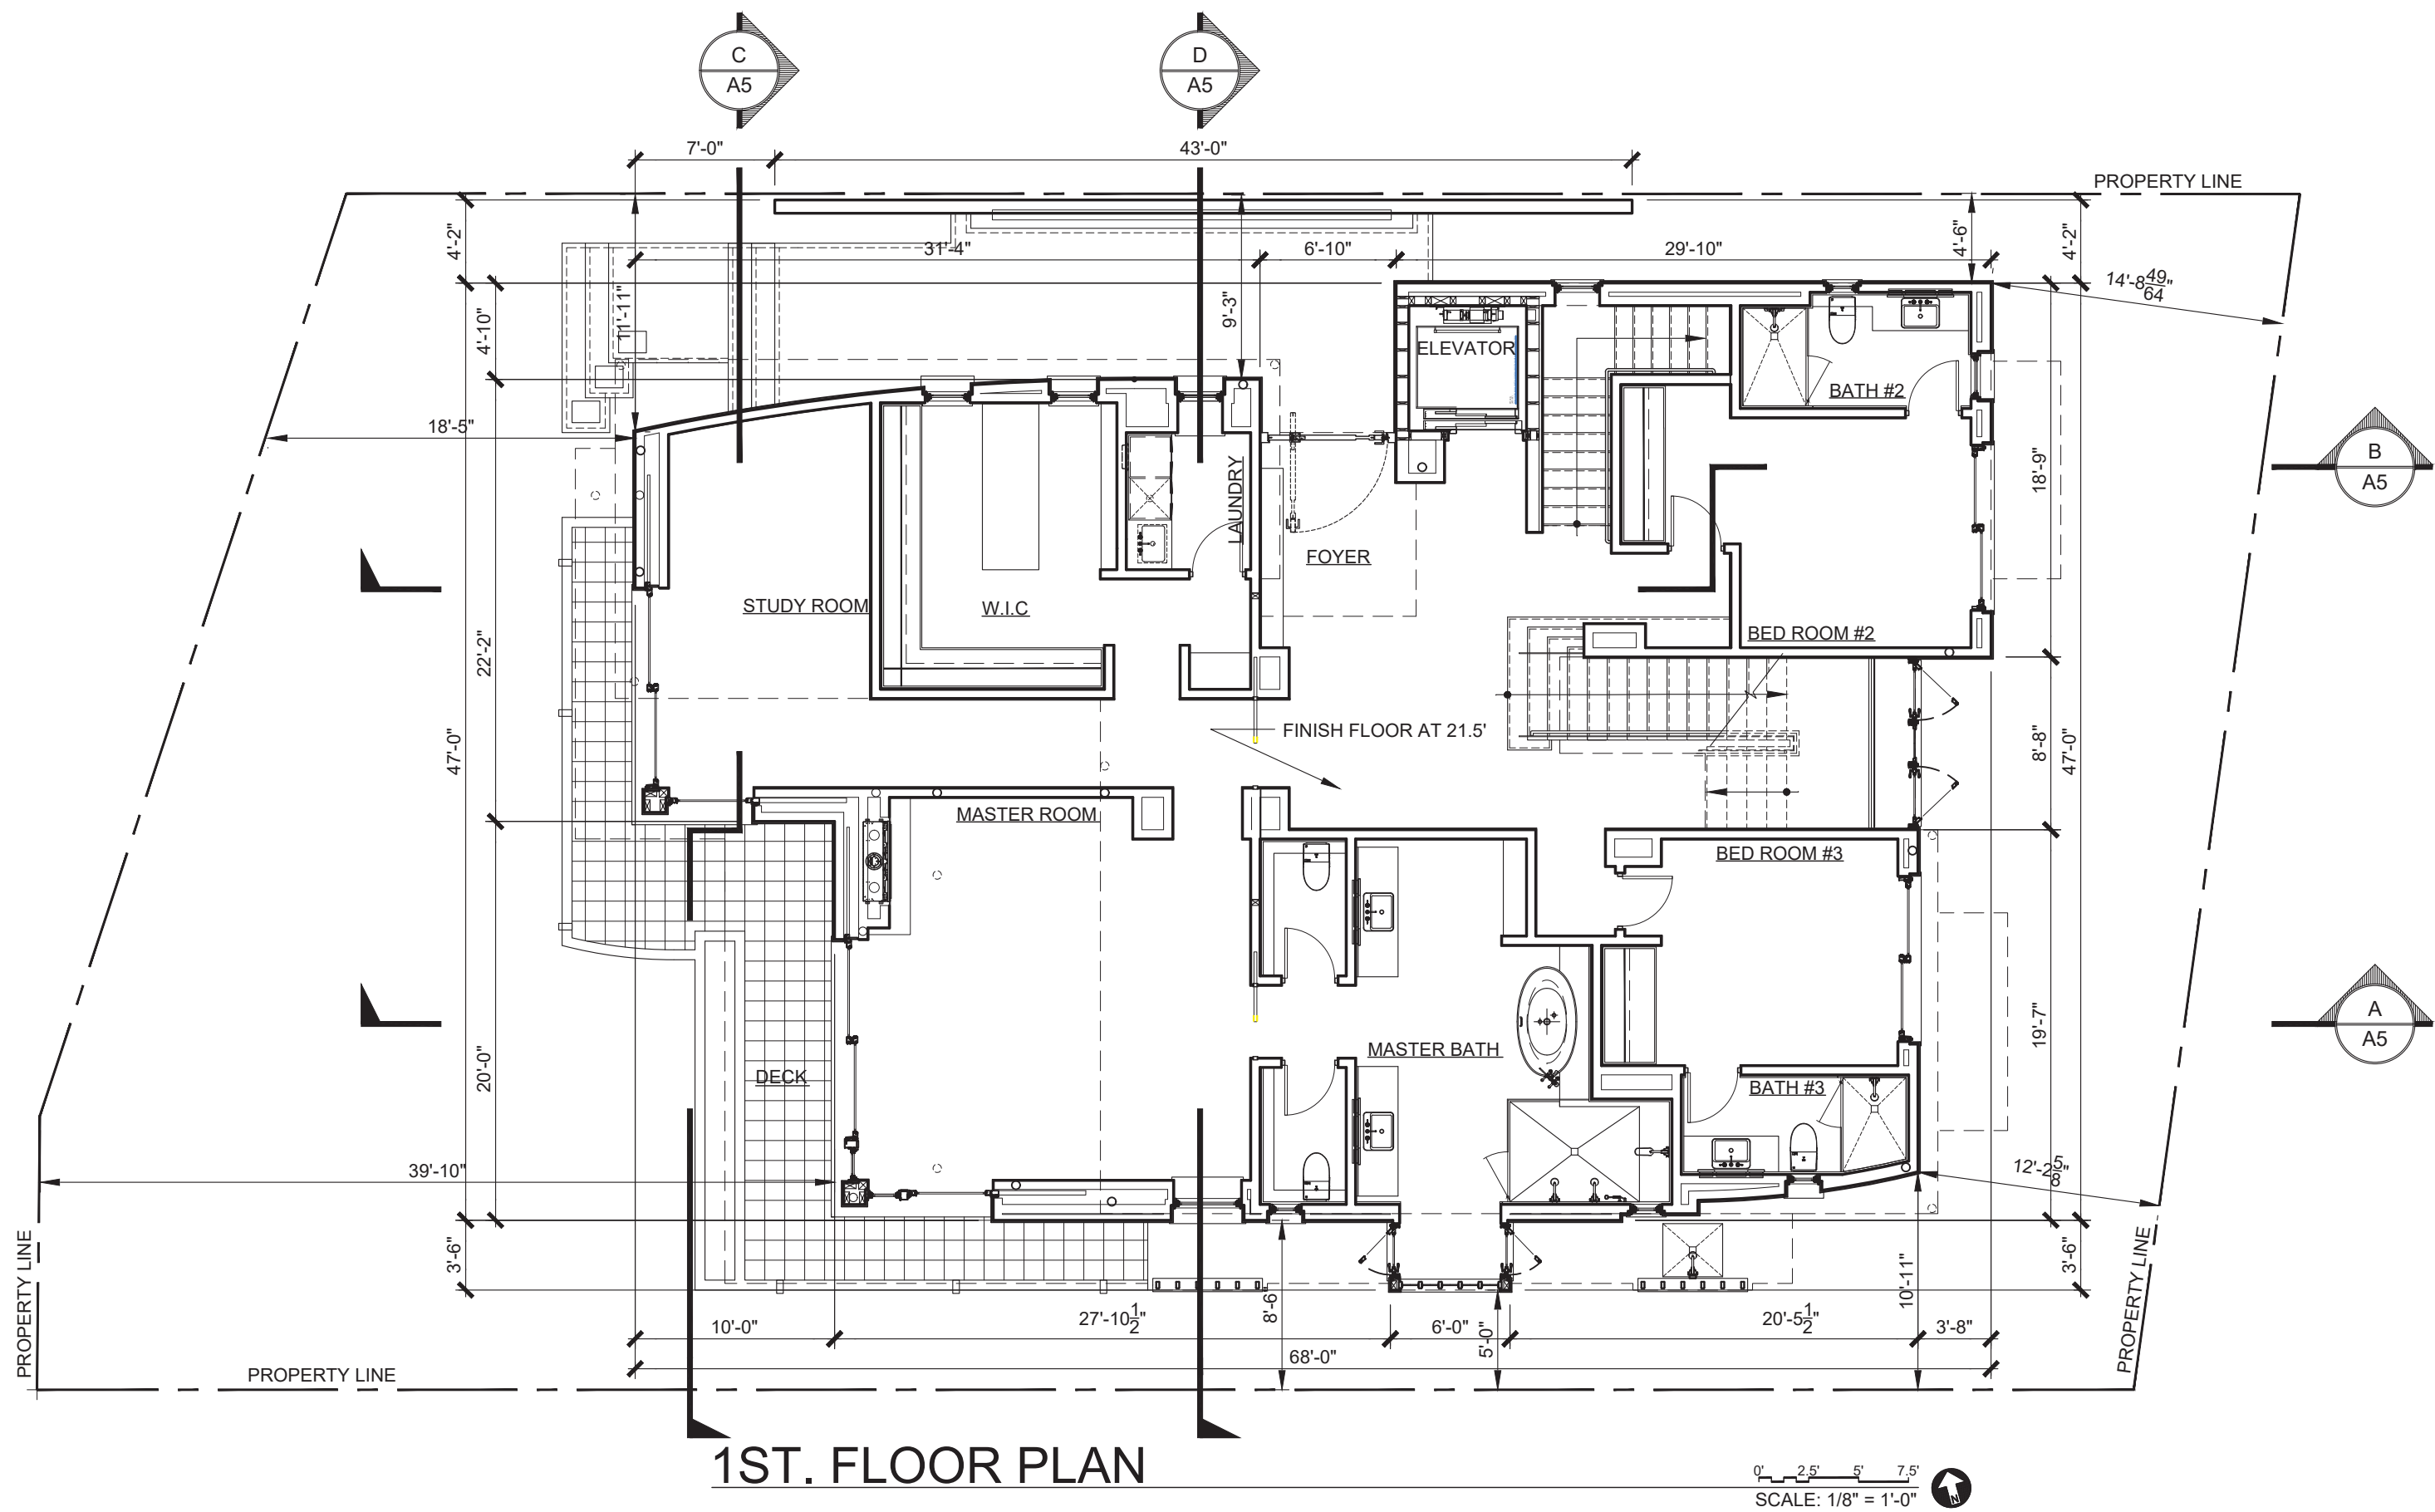 C
A5
D
A5
7'-0"
43'-0"
PROPERTY LINE
4'-2"
31'-4"
6'-10"
29'-10"
4'-6"
4'-2"
14'-8 49/64"
11'-11"
9'-3"
4'-10"
ELEVATOR
BATH #2
18'-5"
LAUNDRY
18'-9"
B
A5
FOYER
STUDY ROOM
W.I.C
BED ROOM #2
22'-2"
47'-0"
FINISH FLOOR AT 21.5'
8'-8"
47'-0"
MASTER ROOM
BED ROOM #3
A
A5
19'-7"
MASTER BATH
DECK
20'-0"
BATH #3
39'-10"
12'-2 5/8"
PROPERTY LINE
3'-6"
10'-11"
3'-6"
PROPERTY LINE
8'-6"
5'-0"
10'-0"
27'-10 1/2"
6'-0"
20'-5 1/2"
3'-8"
68'-0"
PROPERTY LINE
1ST. FLOOR PLAN
0' 2.5' 5' 7.5'
SCALE: 1/8" = 1'-0"
N